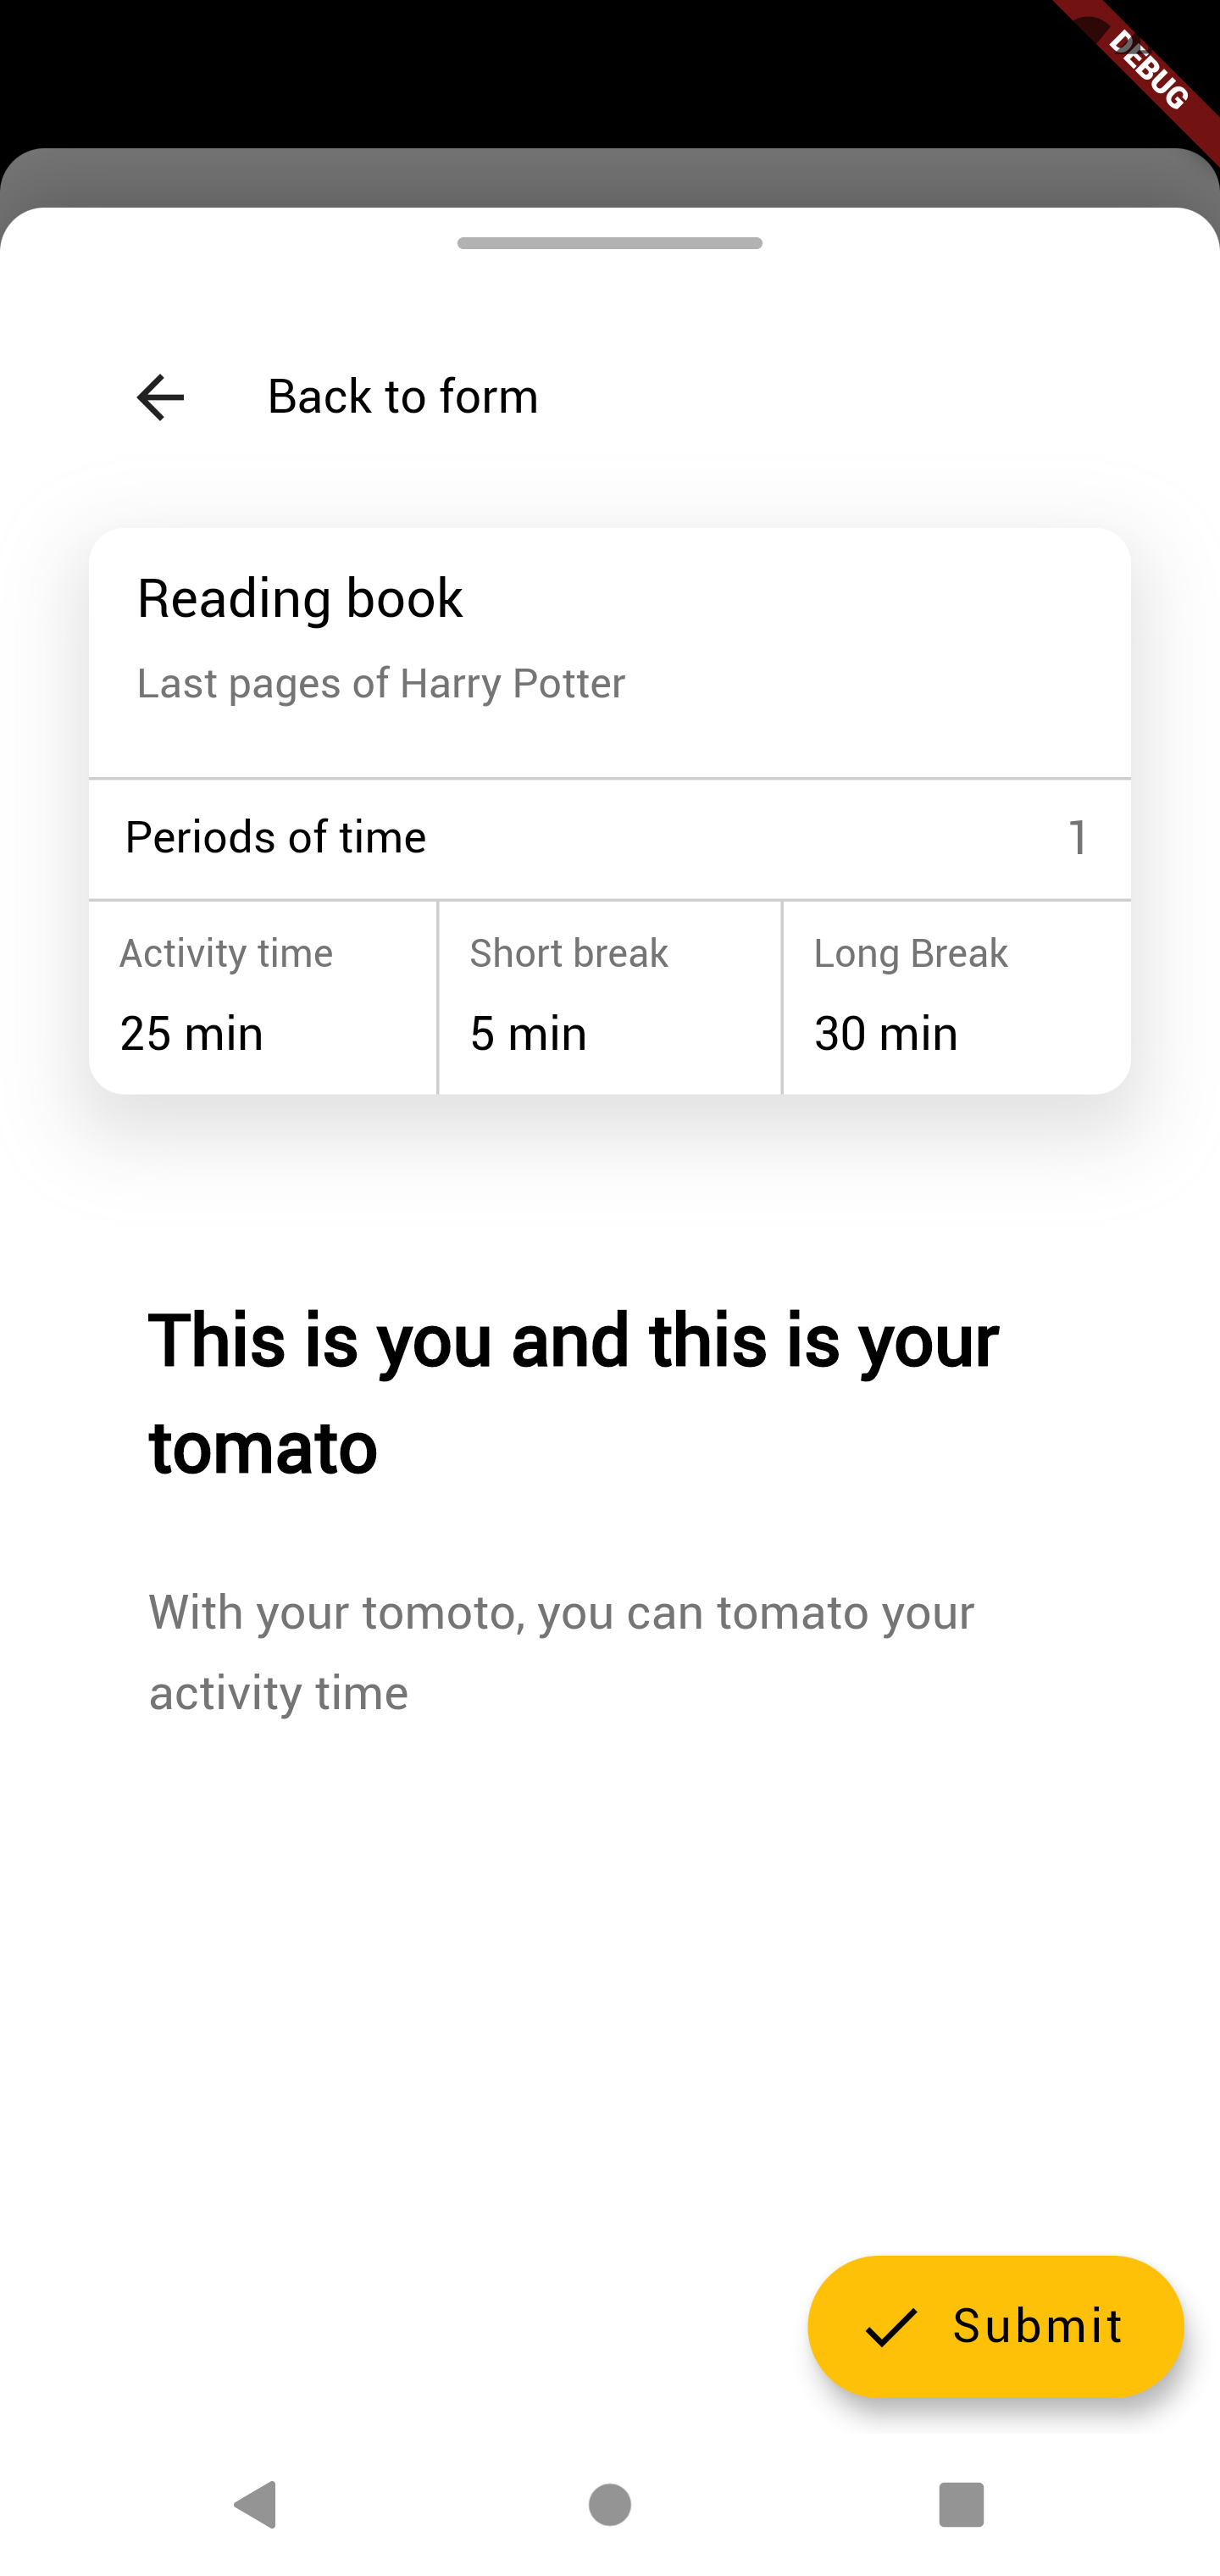 DEBUG
Back to form
Reading book
Last pages of Harry Potter
Periods of time 1
Activity time Short break Long Break
25 min 5 min 30 min
This is you and this is your
tomato
With your tomoto, you can tomato your
activity time
Submit